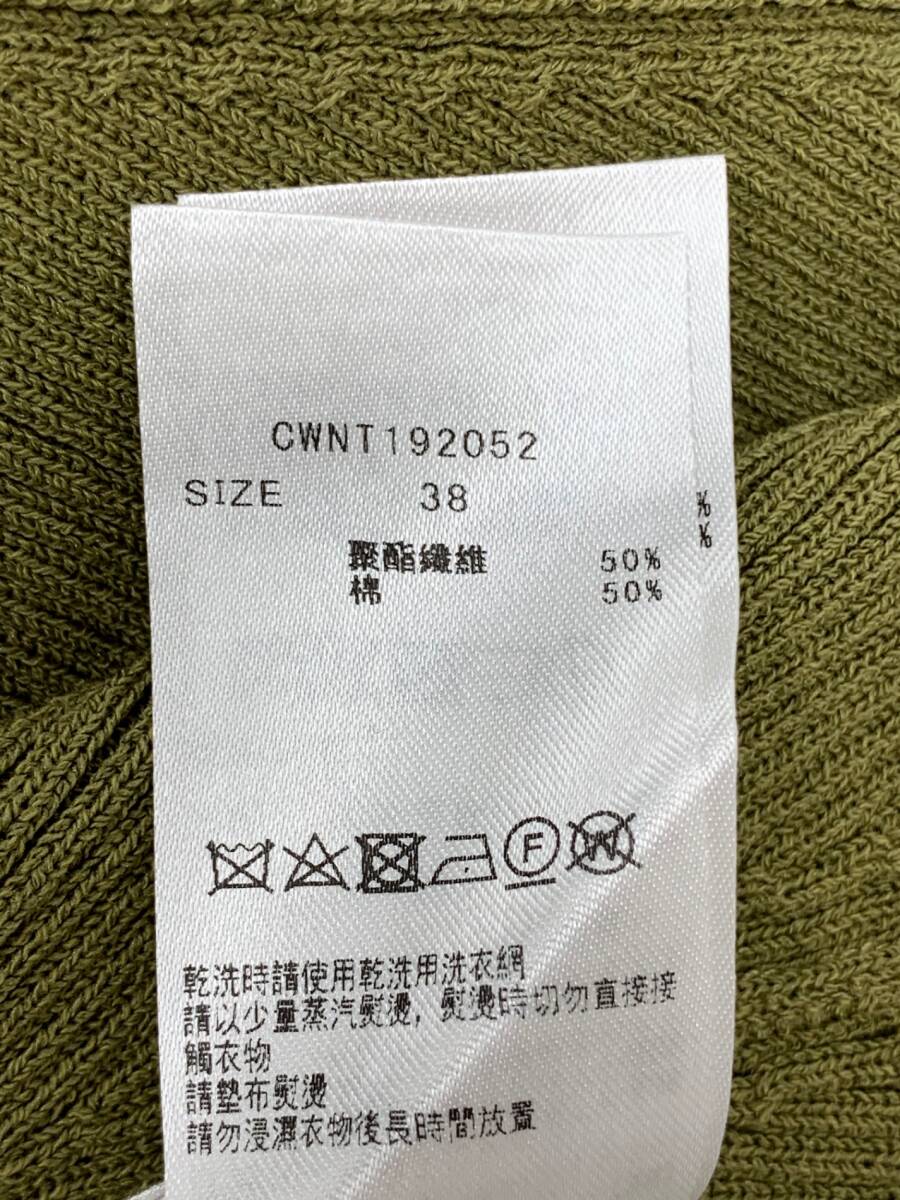 CWNT192052
SIZE 38
聚酯纖維 50%
棉 50%
%
%
F
W
乾洗時請使用乾洗用洗衣網
請以少量蒸汽熨燙，熨燙時切勿直接接
觸衣物
請墊布熨燙
請勿浸濕衣物後長時間放置